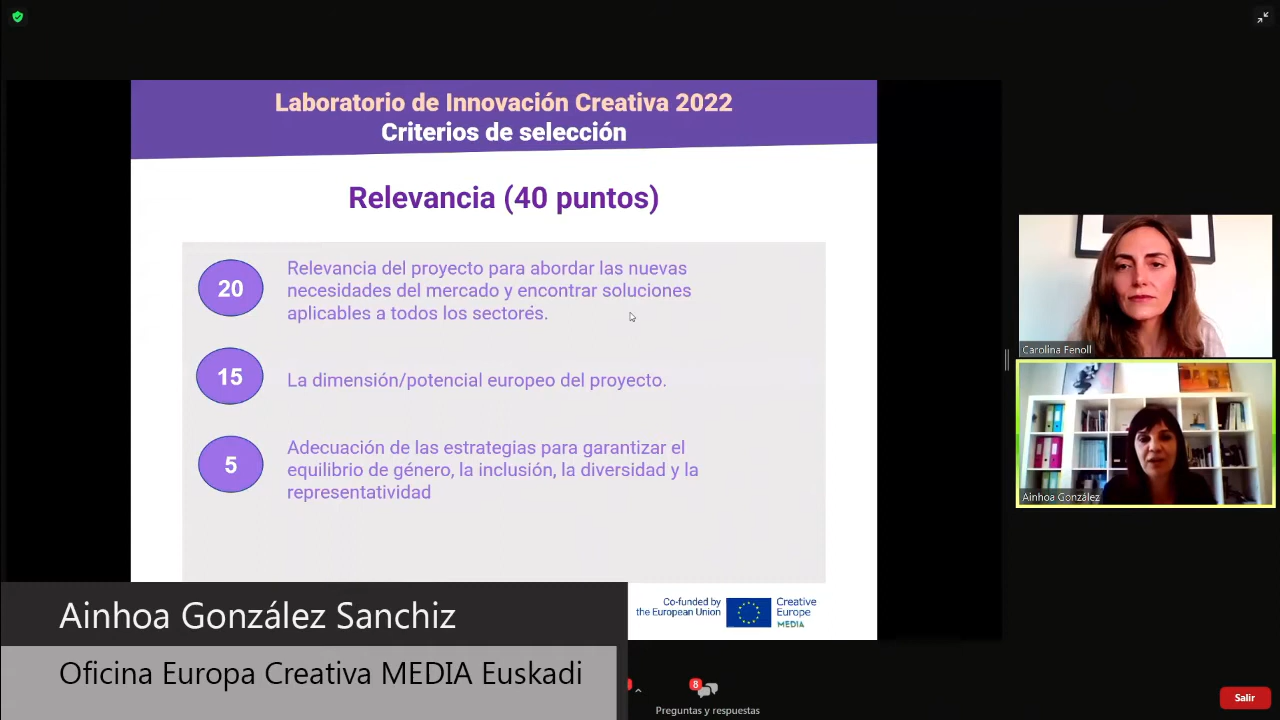 Laboratorio de Innovación Creativa 2022
Criterios de selección
Relevancia (40 puntos)
20
Relevancia del proyecto para abordar las nuevas
necesidades del mercado y encontrar soluciones
aplicables a todos los sectores.
15
La dimensión/potencial europeo del proyecto.
5
Adecuación de las estrategias para garantizar el
equilibrio de género, la inclusión, la diversidad y la
representatividad
Co-funded by
the European Union
Creative
Europe
MEDIA
Carolina Fenoll
Ainhoa González
Ainhoa González Sanchiz
Oficina Europa Creativa MEDIA Euskadi
8
Preguntas y respuestas
Salir